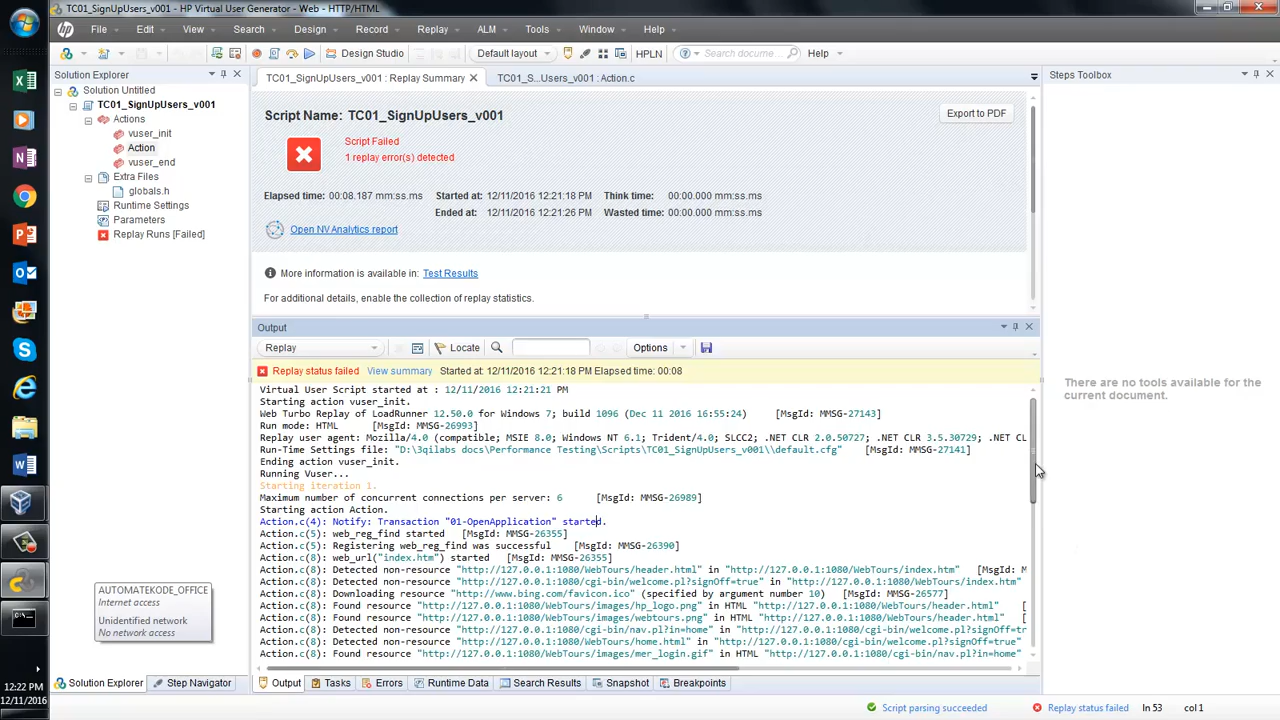 TC01_SignUpUsers_v001 - HP Virtual User Generator - Web - HTTP/HTML
File Edit View Search Design Record Replay ALM Tools Window Help
Design Studio Default layout HPLN Search docume... Help
Solution Explorer
Solution Untitled
TC01_SignUpUsers_v001
Actions
vuser_init
Action
vuser_end
Extra Files
globals.h
Runtime Settings
Parameters
Replay Runs [Failed]
TC01_SignUpUsers_v001 : Replay Summary
TC01_S...Users_v001 : Action.c
Steps Toolbox
Script Name: TC01_SignUpUsers_v001
Export to PDF
Script Failed
1 replay error(s) detected
Elapsed time: 00:08.187 mm:ss.ms Started at: 12/11/2016 12:21:18 PM Think time: 00:00.000 mm:ss.ms
Ended at: 12/11/2016 12:21:26 PM Wasted time: 00:00.000 mm:ss.ms
Open NV Analytics report
More information is available in: Test Results
For additional details, enable the collection of replay statistics.
There are no tools available for the
current document.
Output
Replay Locate Options
Replay status failed View summary Started at: 12/11/2016 12:21:18 PM Elapsed time: 00:08
Virtual User Script started at : 12/11/2016 12:21:21 PM
Starting action vuser_init.
Web Turbo Replay of LoadRunner 12.50.0 for Windows 7; build 1096 (Dec 11 2016 16:55:24) [MsgId: MMSG-27143]
Run mode: HTML [MsgId: MMSG-26993]
Replay user agent: Mozilla/4.0 (compatible; MSIE 8.0; Windows NT 6.1; Trident/4.0; SLCC2; .NET CLR 2.0.50727; .NET CLR 3.5.30729; .NET CL
Run-Time Settings file: "D:\3qilabs docs\Performance Testing\Scripts\TC01_SignUpUsers_v001\\default.cfg" [MsgId: MMSG-27141]
Ending action vuser_init.
Running Vuser...
Starting iteration 1.
Maximum number of concurrent connections per server: 6 [MsgId: MMSG-26989]
Starting action Action.
Action.c(4): Notify: Transaction "01-OpenApplication" started.
Action.c(5): web_reg_find started [MsgId: MMSG-26355]
Action.c(5): Registering web_reg_find was successful [MsgId: MMSG-26390]
Action.c(8): web_url("index.htm") started [MsgId: MMSG-26355]
Action.c(8): Detected non-resource "http://127.0.0.1:1080/WebTours/header.html" in "http://127.0.0.1:1080/WebTours/index.htm" [MsgId: M
Action.c(8): Detected non-resource "http://127.0.0.1:1080/cgi-bin/welcome.pl?signOff=true" in "http://127.0.0.1:1080/WebTours/index.htm"
Action.c(8): Downloading resource "http://www.bing.com/favicon.ico" (specified by argument number 10) [MsgId: MMSG-26577]
Action.c(8): Found resource "http://127.0.0.1:1080/WebTours/images/hp_logo.png" in HTML "http://127.0.0.1:1080/WebTours/header.html" [
Action.c(8): Found resource "http://127.0.0.1:1080/WebTours/images/webtours.png" in HTML "http://127.0.0.1:1080/WebTours/header.html" [
Action.c(8): Detected non-resource "http://127.0.0.1:1080/cgi-bin/nav.pl?in=home" in "http://127.0.0.1:1080/cgi-bin/welcome.pl?signOff=tru
Action.c(8): Detected non-resource "http://127.0.0.1:1080/WebTours/home.html" in "http://127.0.0.1:1080/cgi-bin/welcome.pl?signOff=true"
Action.c(8): Found resource "http://127.0.0.1:1080/WebTours/images/mer_login.gif" in HTML "http://127.0.0.1:1080/cgi-bin/nav.pl?in=home"
AUTOMATEKODE_OFFICE
Internet access
Unidentified network
No network access
Solution Explorer Step Navigator
Output Tasks Errors Runtime Data Search Results Snapshot Breakpoints
12:22 PM
12/11/2016
Script parsing succeeded Replay status failed ln 53 col 1